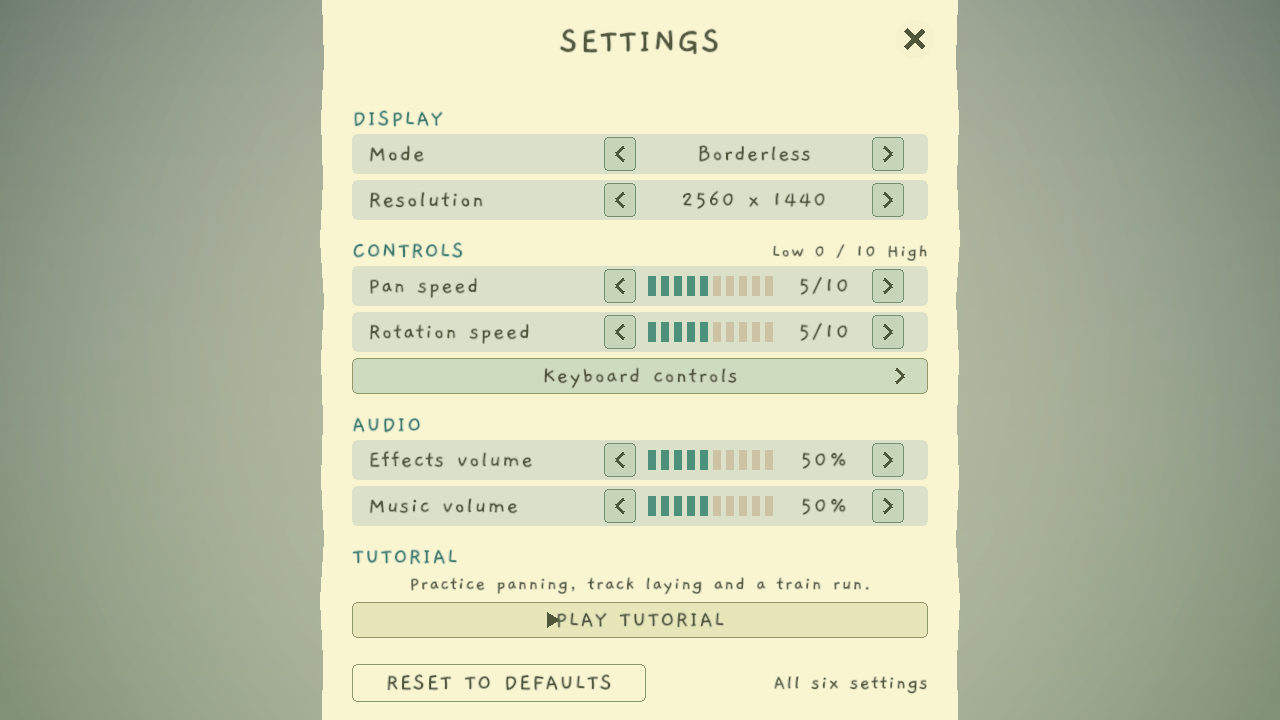 SETTINGS
DISPLAY
Mode Borderless
Resolution 2560 x 1440
CONTROLS Low 0 / 10 High
Pan speed 5/10
Rotation speed 5/10
Keyboard controls
AUDIO
Effects volume 50%
Music volume 50%
TUTORIAL
Practice panning, track laying and a train run.
PLAY TUTORIAL
RESET TO DEFAULTS All six settings